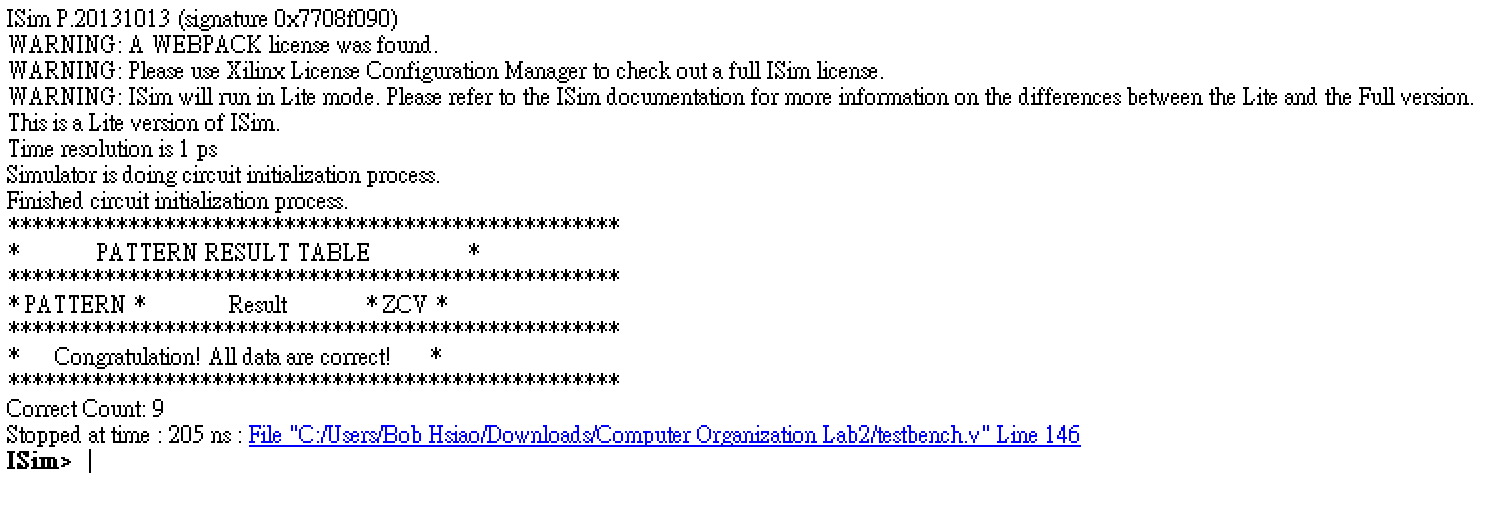 ISim P.20131013 (signature 0x7708f090)
WARNING: A WEBPACK license was found.
WARNING: Please use Xilinx License Configuration Manager to check out a full ISim license.
WARNING: ISim will run in Lite mode. Please refer to the ISim documentation for more information on the differences between the Lite and the Full version.
This is a Lite version of ISim.
Time resolution is 1 ps
Simulator is doing circuit initialization process.
Finished circuit initialization process.
***************************************************
*        PATTERN RESULT TABLE        *
***************************************************
* PATTERN *        Result        * ZCV *
***************************************************
*    Congratulation! All data are correct!    *
***************************************************
Correct Count: 9
Stopped at time : 205 ns : File "C:/Users/Bob Hsiao/Downloads/Computer Organization Lab2/testbench.v" Line 146
ISim>